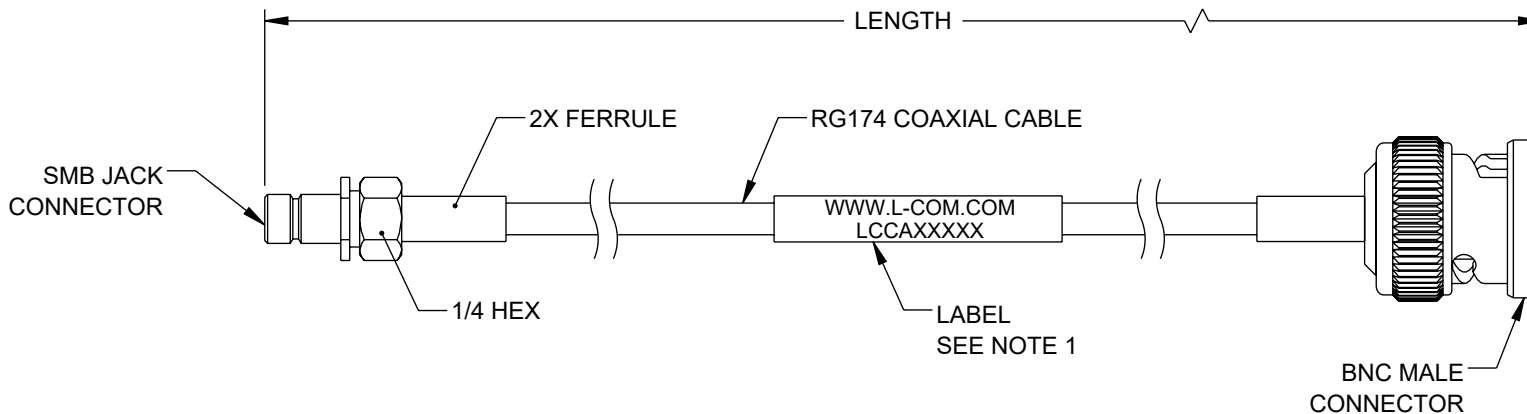 LENGTH
2X FERRULE
RG174 COAXIAL CABLE
SMB JACK
CONNECTOR
WWW.L-COM.COM
LCCAXXXXX
1/4 HEX
LABEL
SEE NOTE 1
BNC MALE
CONNECTOR